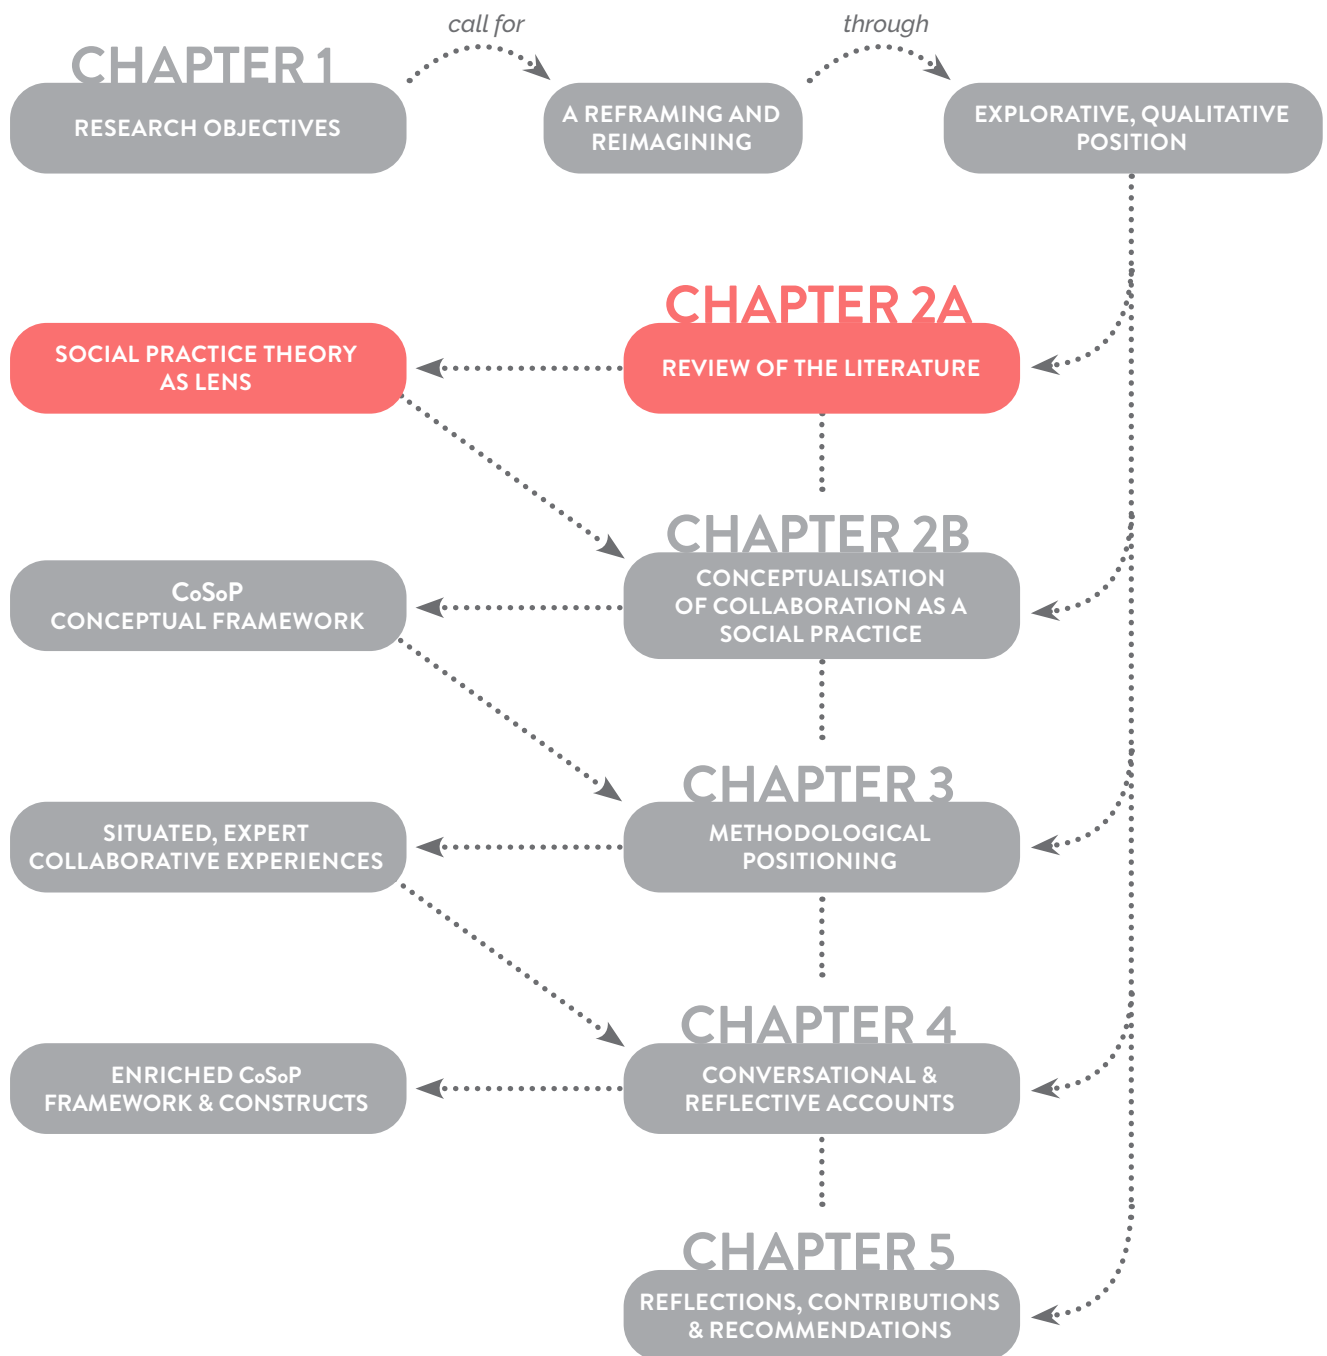 call for
through
CHAPTER 1
RESEARCH OBJECTIVES
A REFRAMING AND
REIMAGINING
EXPLORATIVE, QUALITATIVE
POSITION
CHAPTER 2A
SOCIAL PRACTICE THEORY
AS LENS
REVIEW OF THE LITERATURE
CHAPTER 2B
CoSoP
CONCEPTUAL FRAMEWORK
CONCEPTUALISATION
OF COLLABORATION AS A
SOCIAL PRACTICE
CHAPTER 3
SITUATED, EXPERT
COLLABORATIVE EXPERIENCES
METHODOLOGICAL
POSITIONING
CHAPTER 4
ENRICHED CoSoP
FRAMEWORK & CONSTRUCTS
CONVERSATIONAL &
REFLECTIVE ACCOUNTS
CHAPTER 5
REFLECTIONS, CONTRIBUTIONS
& RECOMMENDATIONS